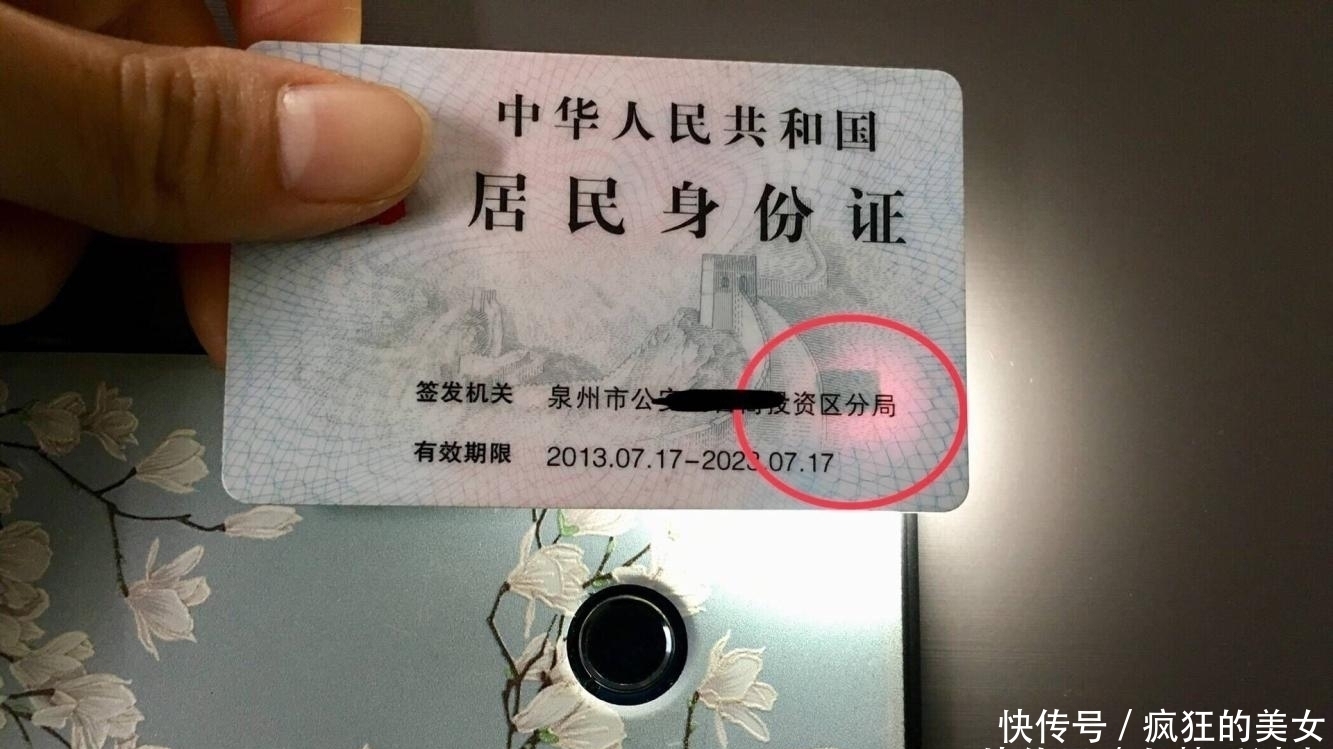 中华人民共和国
居民身份证
签发机关 泉州市公安 投资区分局
有效期限 2013.07.17-2023.07.17
快传号 / 疯狂的美女